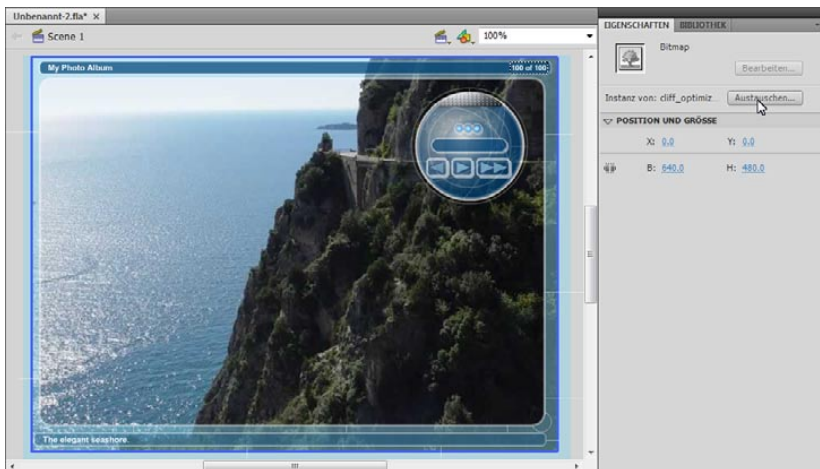 Unbenannt-2.fla* ×
Scene 1
100%
My Photo Album
100 of 100
The elegant seashore.
EIGENSCHAFTEN BIBLIOTHEK
Bitmap
Bearbeiten...
Instanz von: cliff_optimiz... Austauschen...
POSITION UND GRÖSSE
X: 0.0 Y: 0.0
B: 640.0 H: 480.0